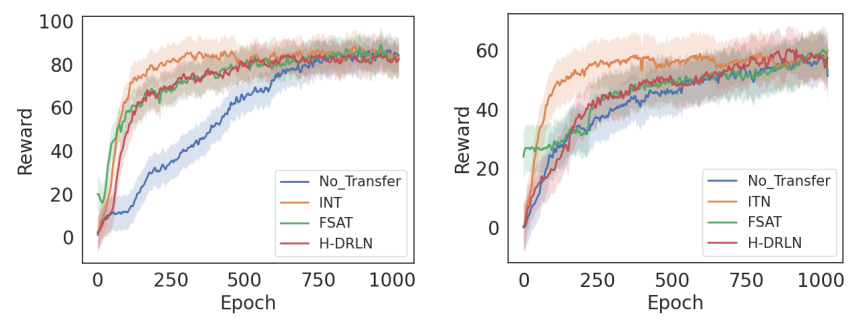 100
80
60
40
20
0
Reward
0 250 500 750 1000
Epoch
No_Transfer
INT
FSAT
H-DRLN
60
40
20
0
Reward
0 250 500 750 1000
Epoch
No_Transfer
ITN
FSAT
H-DRLN